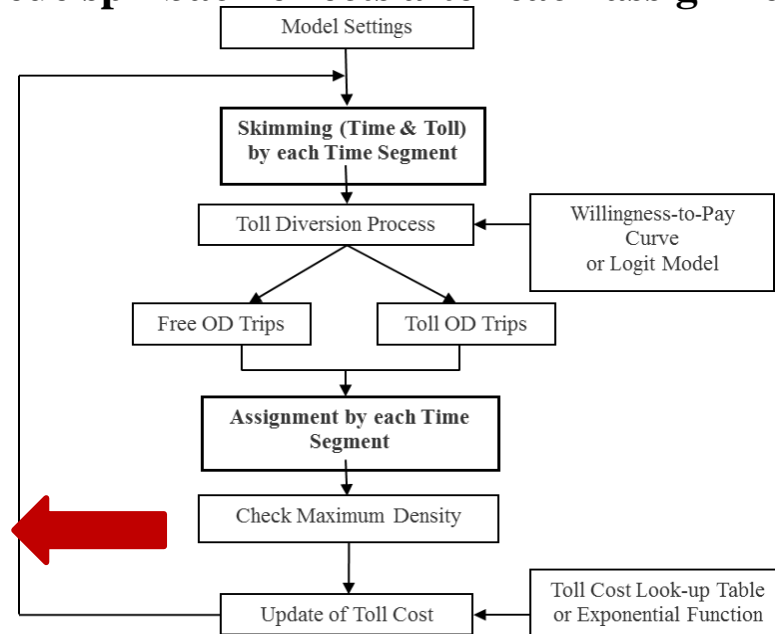 Model Settings
Skimming (Time & Toll)
by each Time Segment
Toll Diversion Process
Willingness-to-Pay
Curve
or Logit Model
Free OD Trips
Toll OD Trips
Assignment by each Time
Segment
Check Maximum Density
Update of Toll Cost
Toll Cost Look-up Table
or Exponential Function